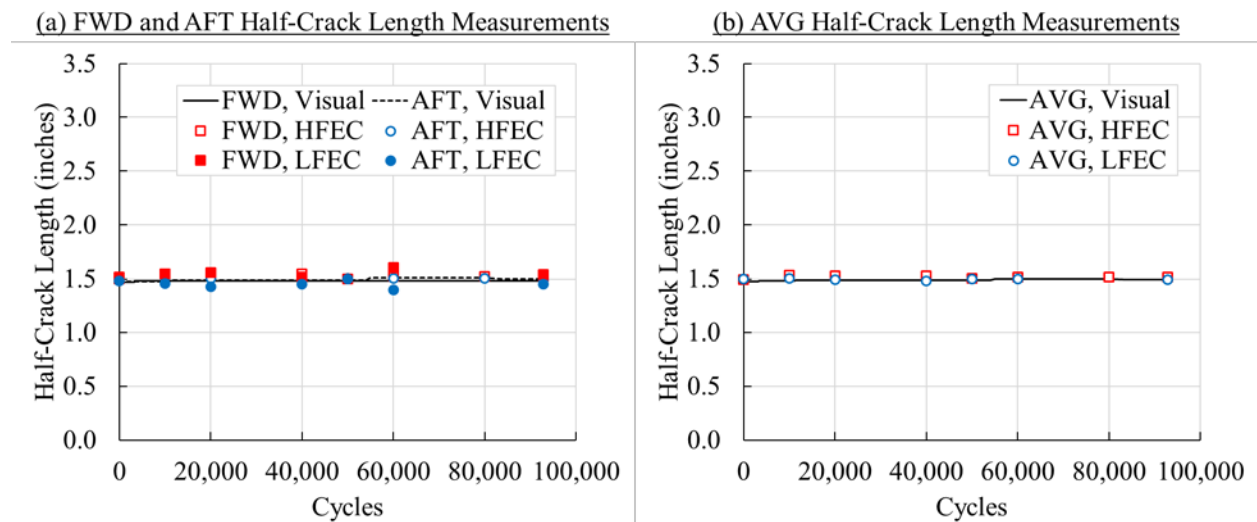 (a) FWD and AFT Half-Crack Length Measurements
Half-Crack Length (inches)
3.5
3.0
2.5
2.0
1.5
1.0
0.5
0.0
FWD, Visual
AFT, Visual
FWD, HFEC
AFT, HFEC
FWD, LFEC
AFT, LFEC
0 20,000 40,000 60,000 80,000 100,000
Cycles
(b) AVG Half-Crack Length Measurements
Half-Crack Length (inches)
3.5
3.0
2.5
2.0
1.5
1.0
0.5
0.0
AVG, Visual
AVG, HFEC
AVG, LFEC
0 20,000 40,000 60,000 80,000 100,000
Cycles